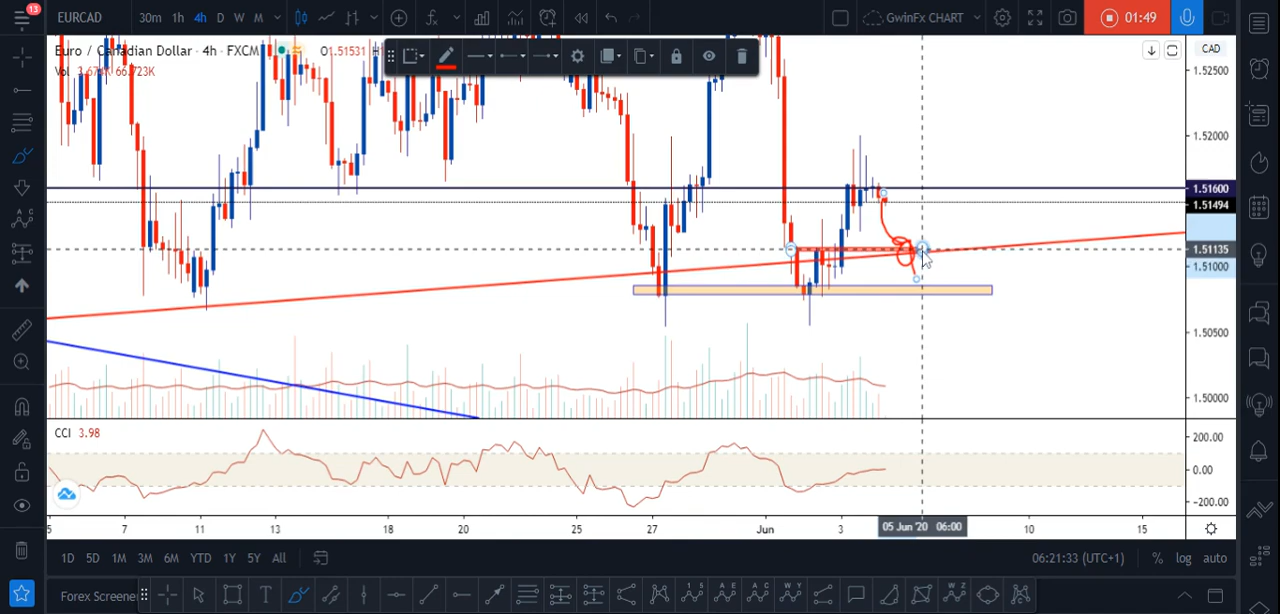 13
EURCAD
30m 1h 4h D W M
GwinFx CHART
01:49
Euro / Canadian Dollar · 4h · FXCM
O1.51531
CAD
1.52500
66.723K
Vol
1.52000
1.51600
1.51494
1.51135
1.51000
1.50500
1.50000
CCI 3.98
200.00
0.00
-200.00
5 7 11 13 18 20 25 27 Jun 3 05 Jun '20 06:00 10 15
1D 5D 1M 3M 6M YTD 1Y 5Y All
06:21:33 (UTC+1)
% log auto
Forex Screener